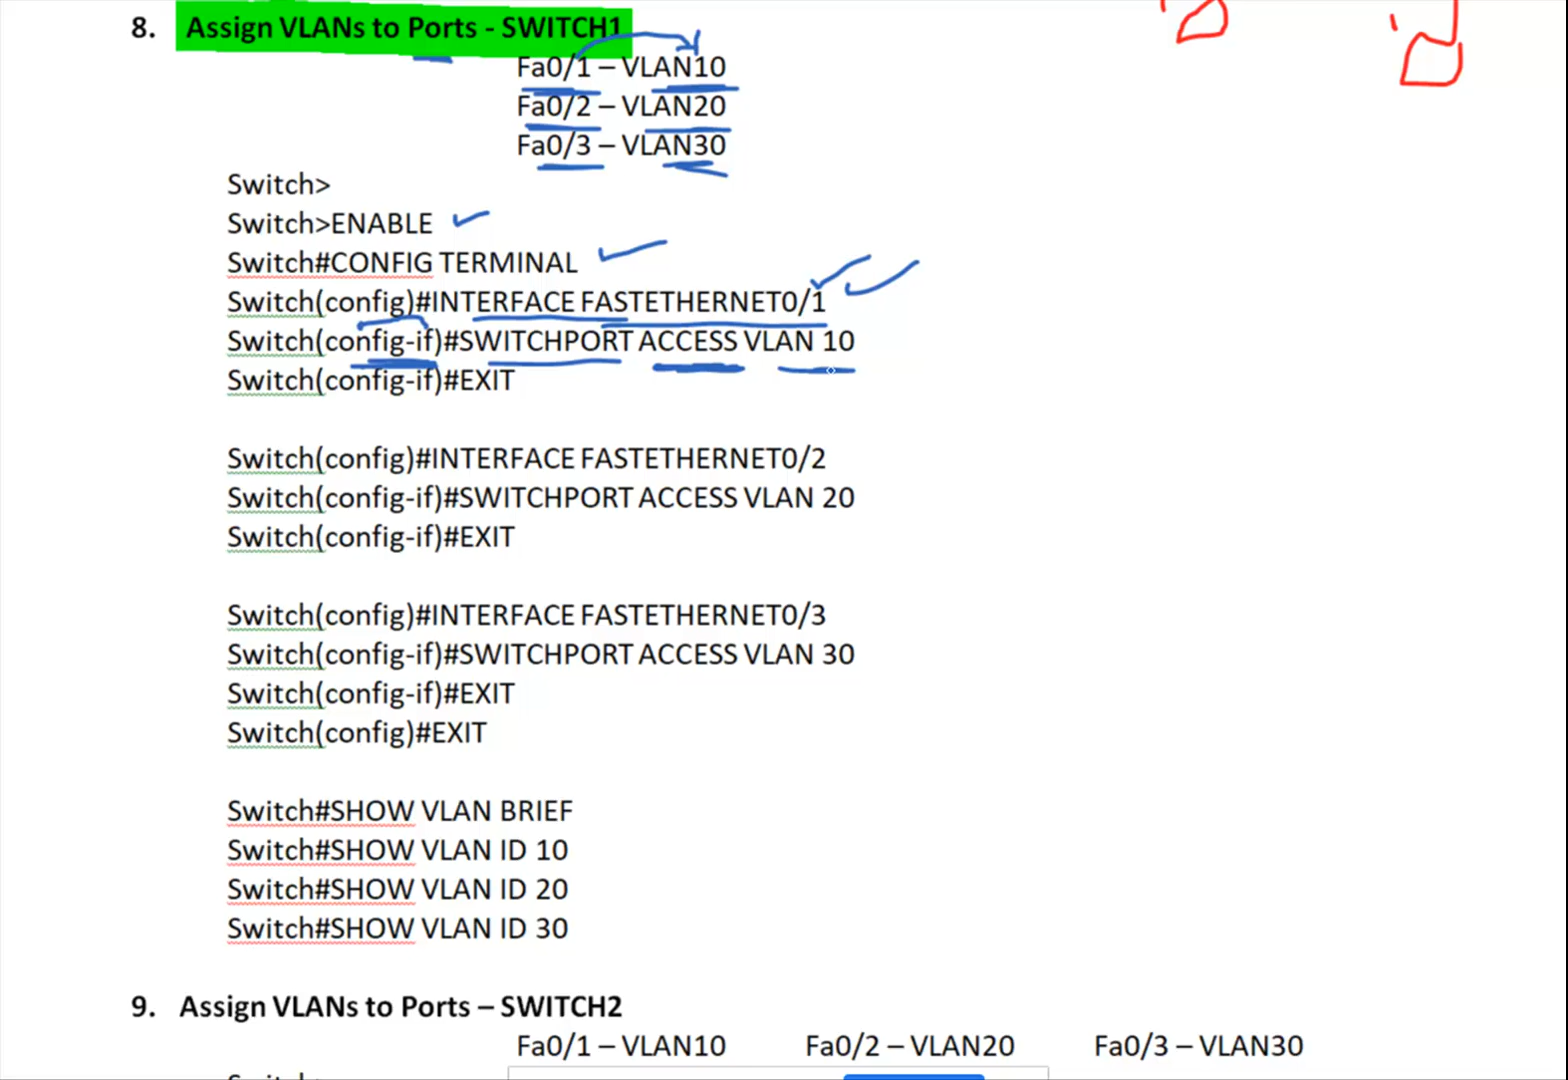 8. Assign VLANs to Ports - SWITCH1
Fa0/1 – VLAN10
Fa0/2 – VLAN20
Fa0/3 – VLAN30
Switch>
Switch>ENABLE
Switch#CONFIG TERMINAL
Switch(config)#INTERFACE FASTETHERNET0/1
Switch(config-if)#SWITCHPORT ACCESS VLAN 10
Switch(config-if)#EXIT
Switch(config)#INTERFACE FASTETHERNET0/2
Switch(config-if)#SWITCHPORT ACCESS VLAN 20
Switch(config-if)#EXIT
Switch(config)#INTERFACE FASTETHERNET0/3
Switch(config-if)#SWITCHPORT ACCESS VLAN 30
Switch(config-if)#EXIT
Switch(config)#EXIT
Switch#SHOW VLAN BRIEF
Switch#SHOW VLAN ID 10
Switch#SHOW VLAN ID 20
Switch#SHOW VLAN ID 30
9. Assign VLANs to Ports – SWITCH2
Fa0/1 – VLAN10 Fa0/2 – VLAN20 Fa0/3 – VLAN30